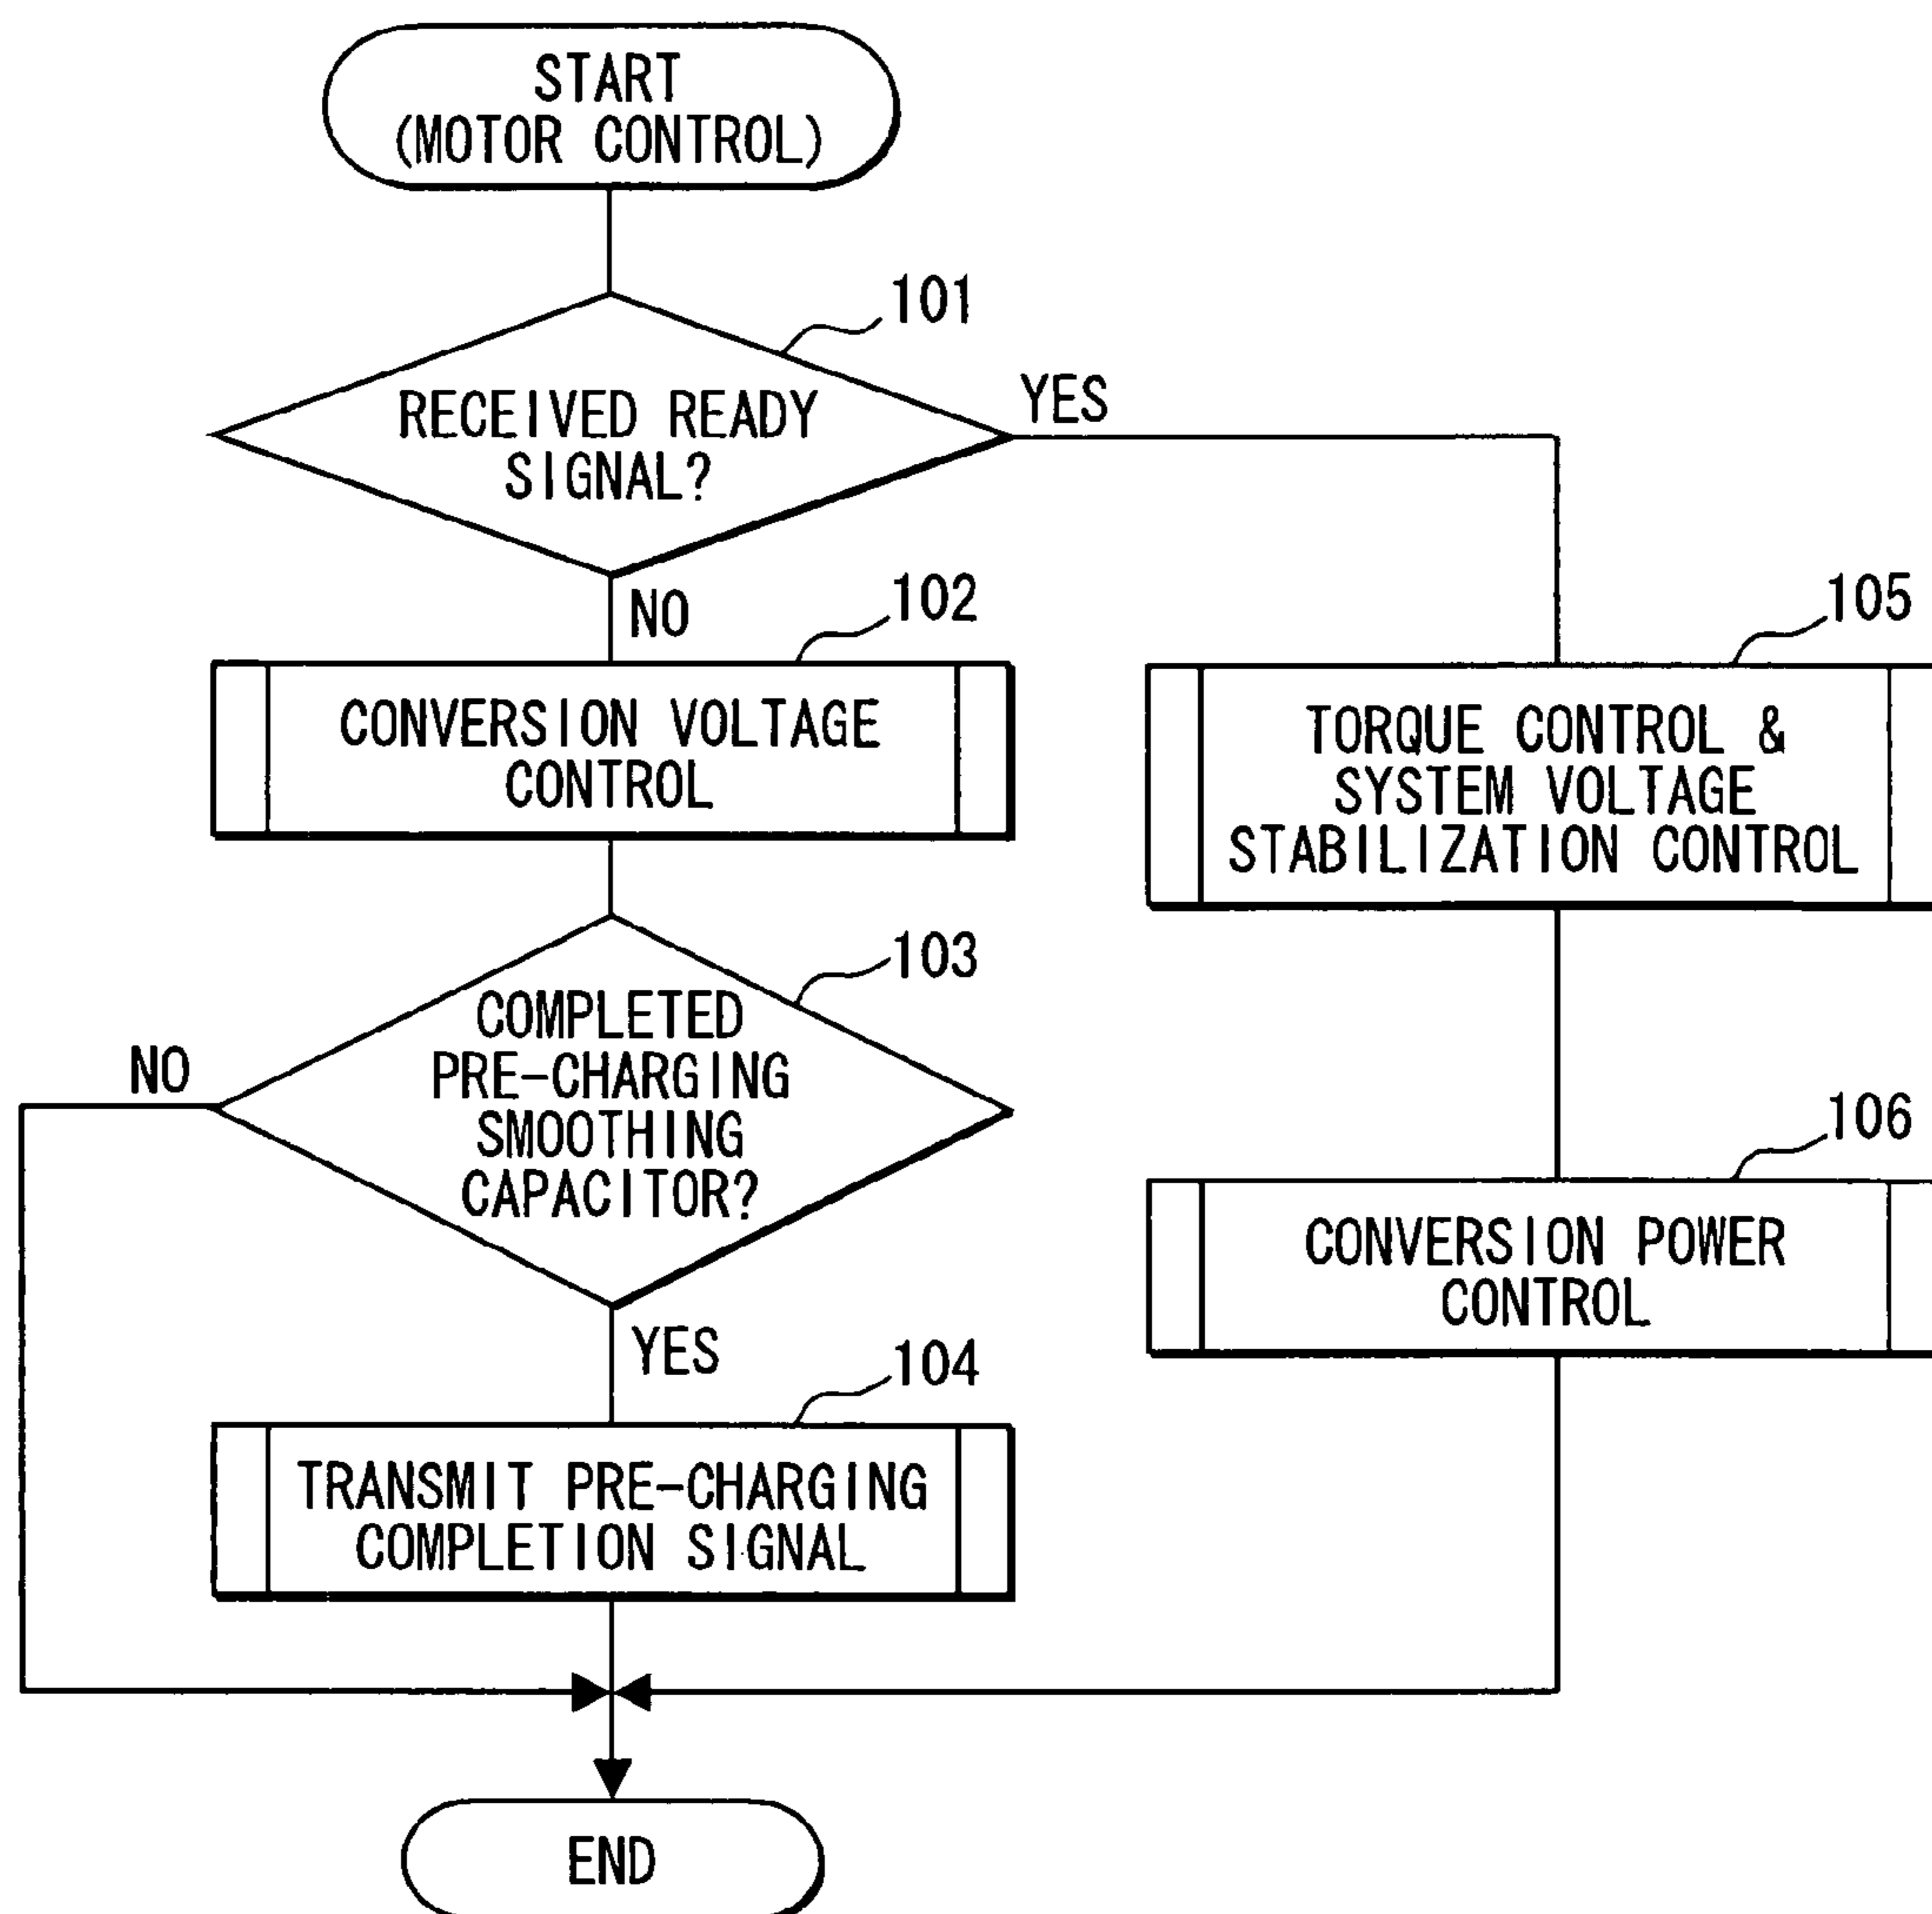 START
(MOTOR CONTROL)
101
RECEIVED READY
SIGNAL?
YES
NO
102
CONVERSION VOLTAGE
CONTROL
105
TORQUE CONTROL &
SYSTEM VOLTAGE
STABILIZATION CONTROL
103
COMPLETED
PRE-CHARGING
SMOOTHING
CAPACITOR?
NO
YES
106
CONVERSION POWER
CONTROL
104
TRANSMIT PRE-CHARGING
COMPLETION SIGNAL
END